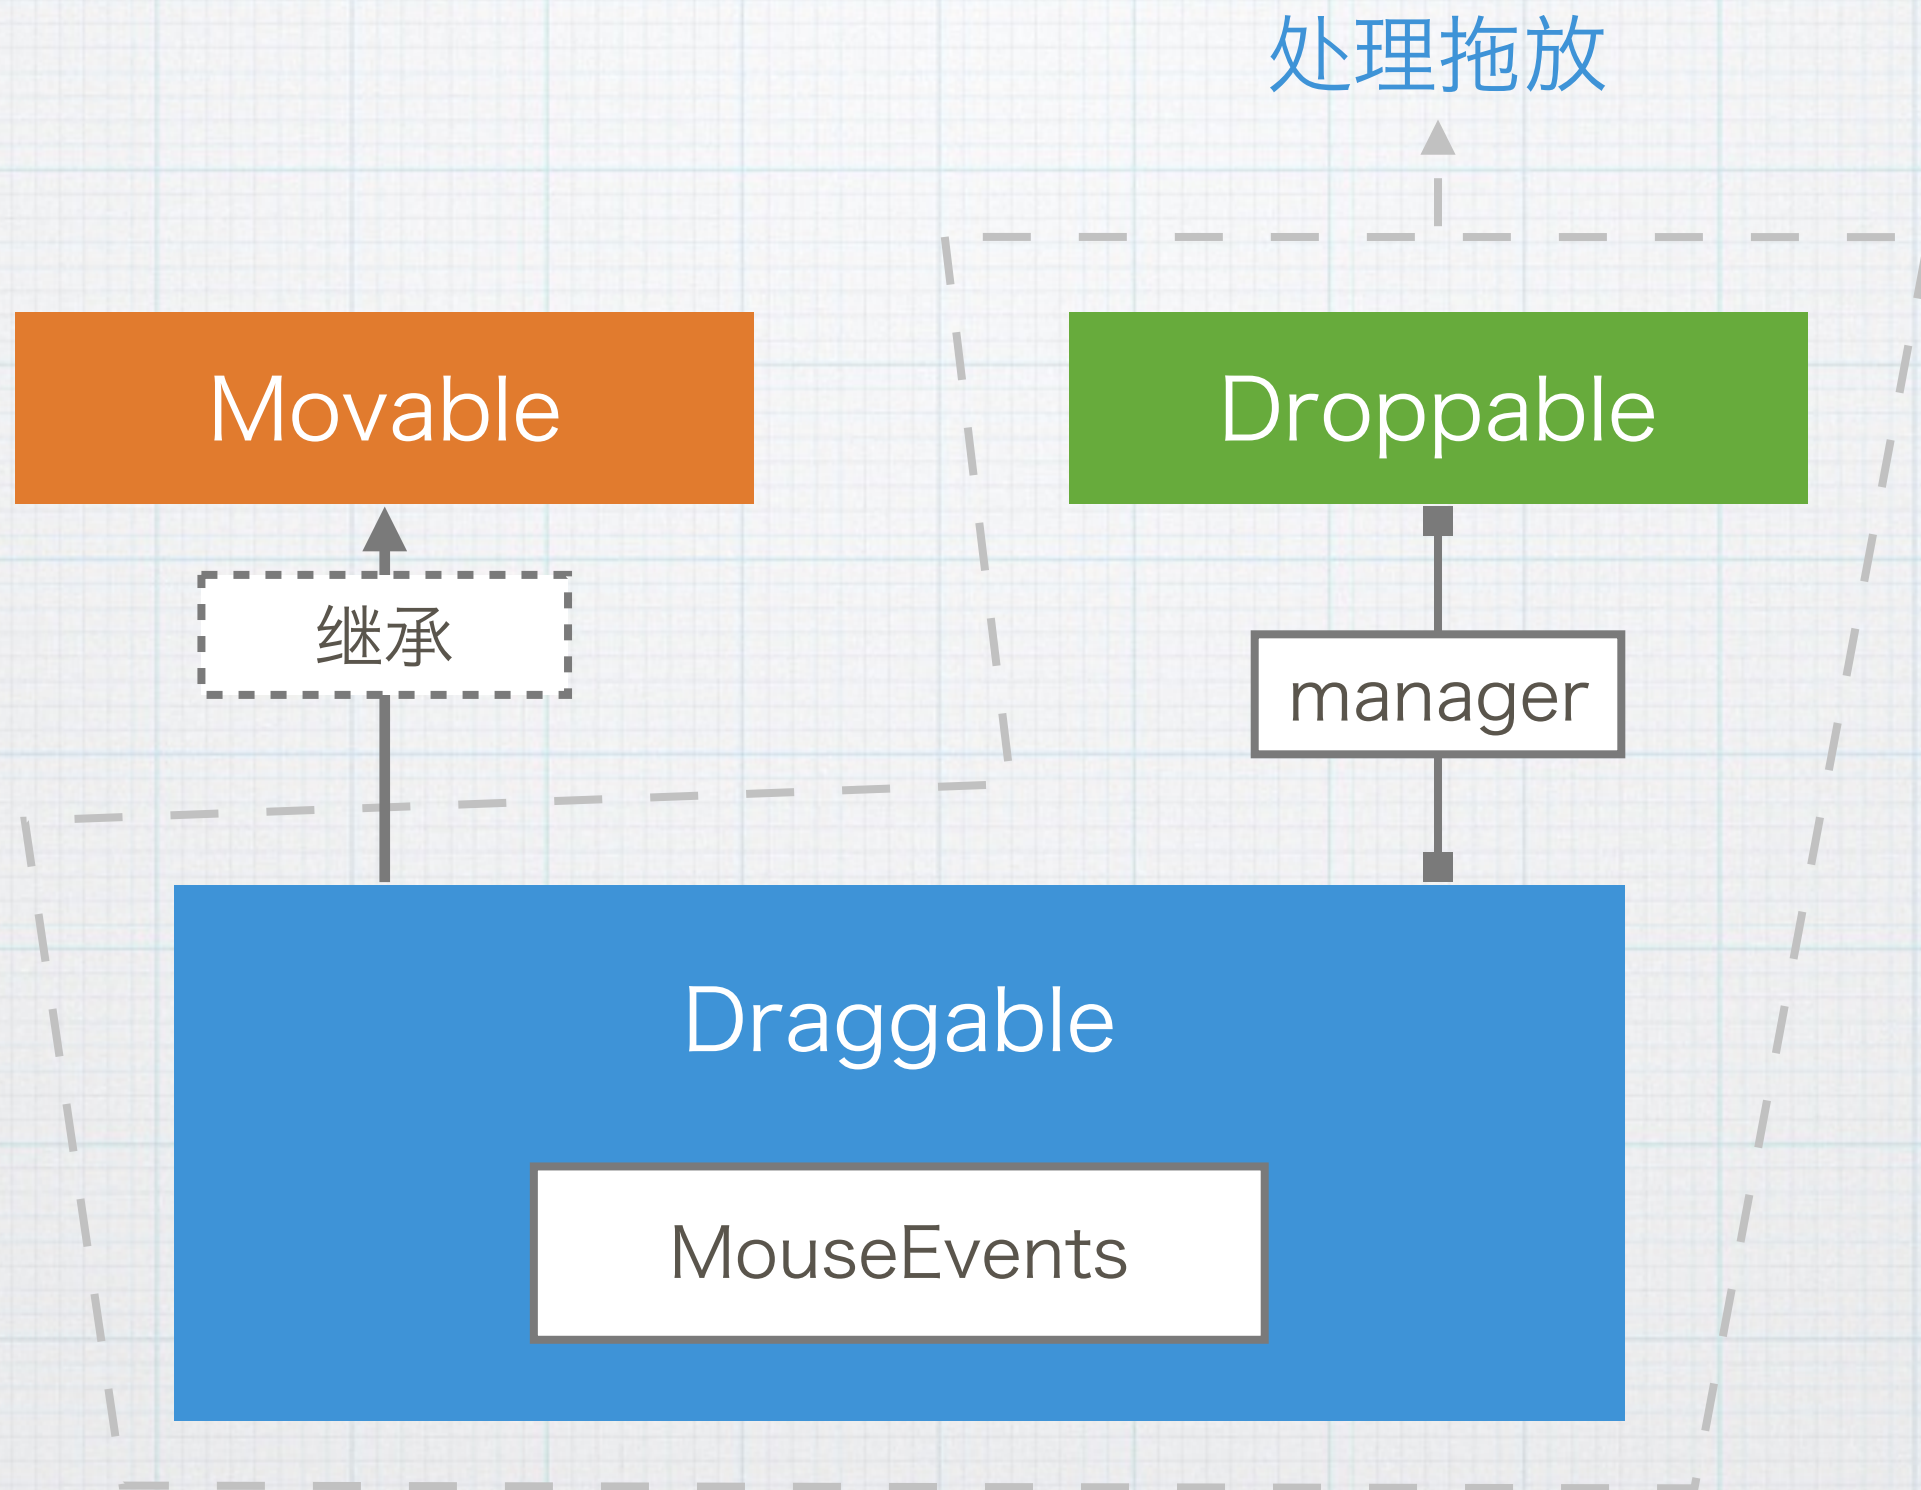 处理拖放
Movable
Droppable
继承
manager
Draggable
MouseEvents